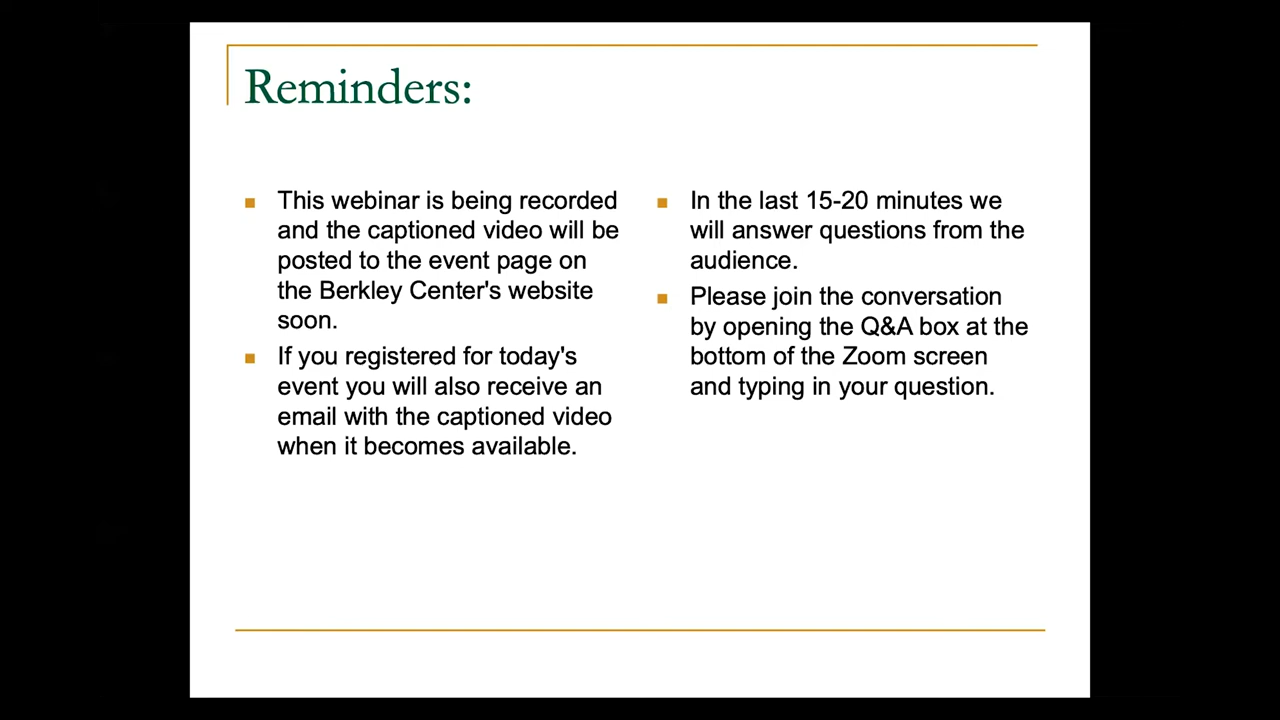 Reminders:
This webinar is being recorded
and the captioned video will be
posted to the event page on
the Berkley Center's website
soon.
If you registered for today's
event you will also receive an
email with the captioned video
when it becomes available.
In the last 15-20 minutes we
will answer questions from the
audience.
Please join the conversation
by opening the Q&A box at the
bottom of the Zoom screen
and typing in your question.